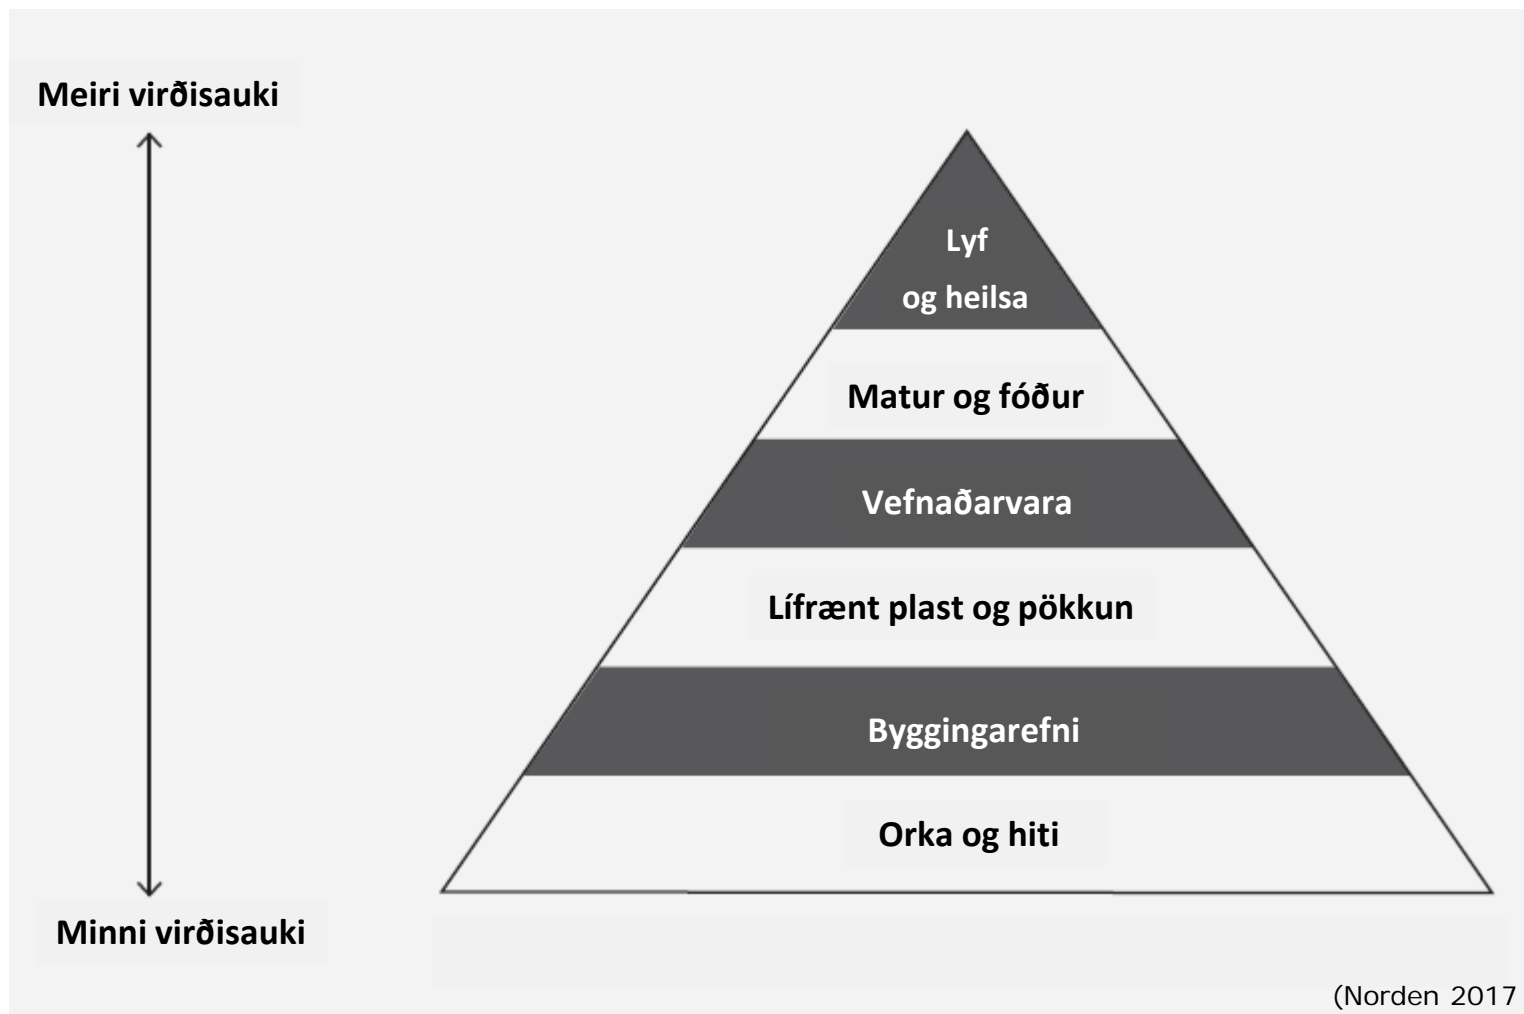 Meiri virðisauki
Lyf
og heilsa
Matur og fóður
Vefnaðarvara
Lífrænt plast og pökkun
Byggingarefni
Orka og hiti
Minni virðisauki
(Norden 2017